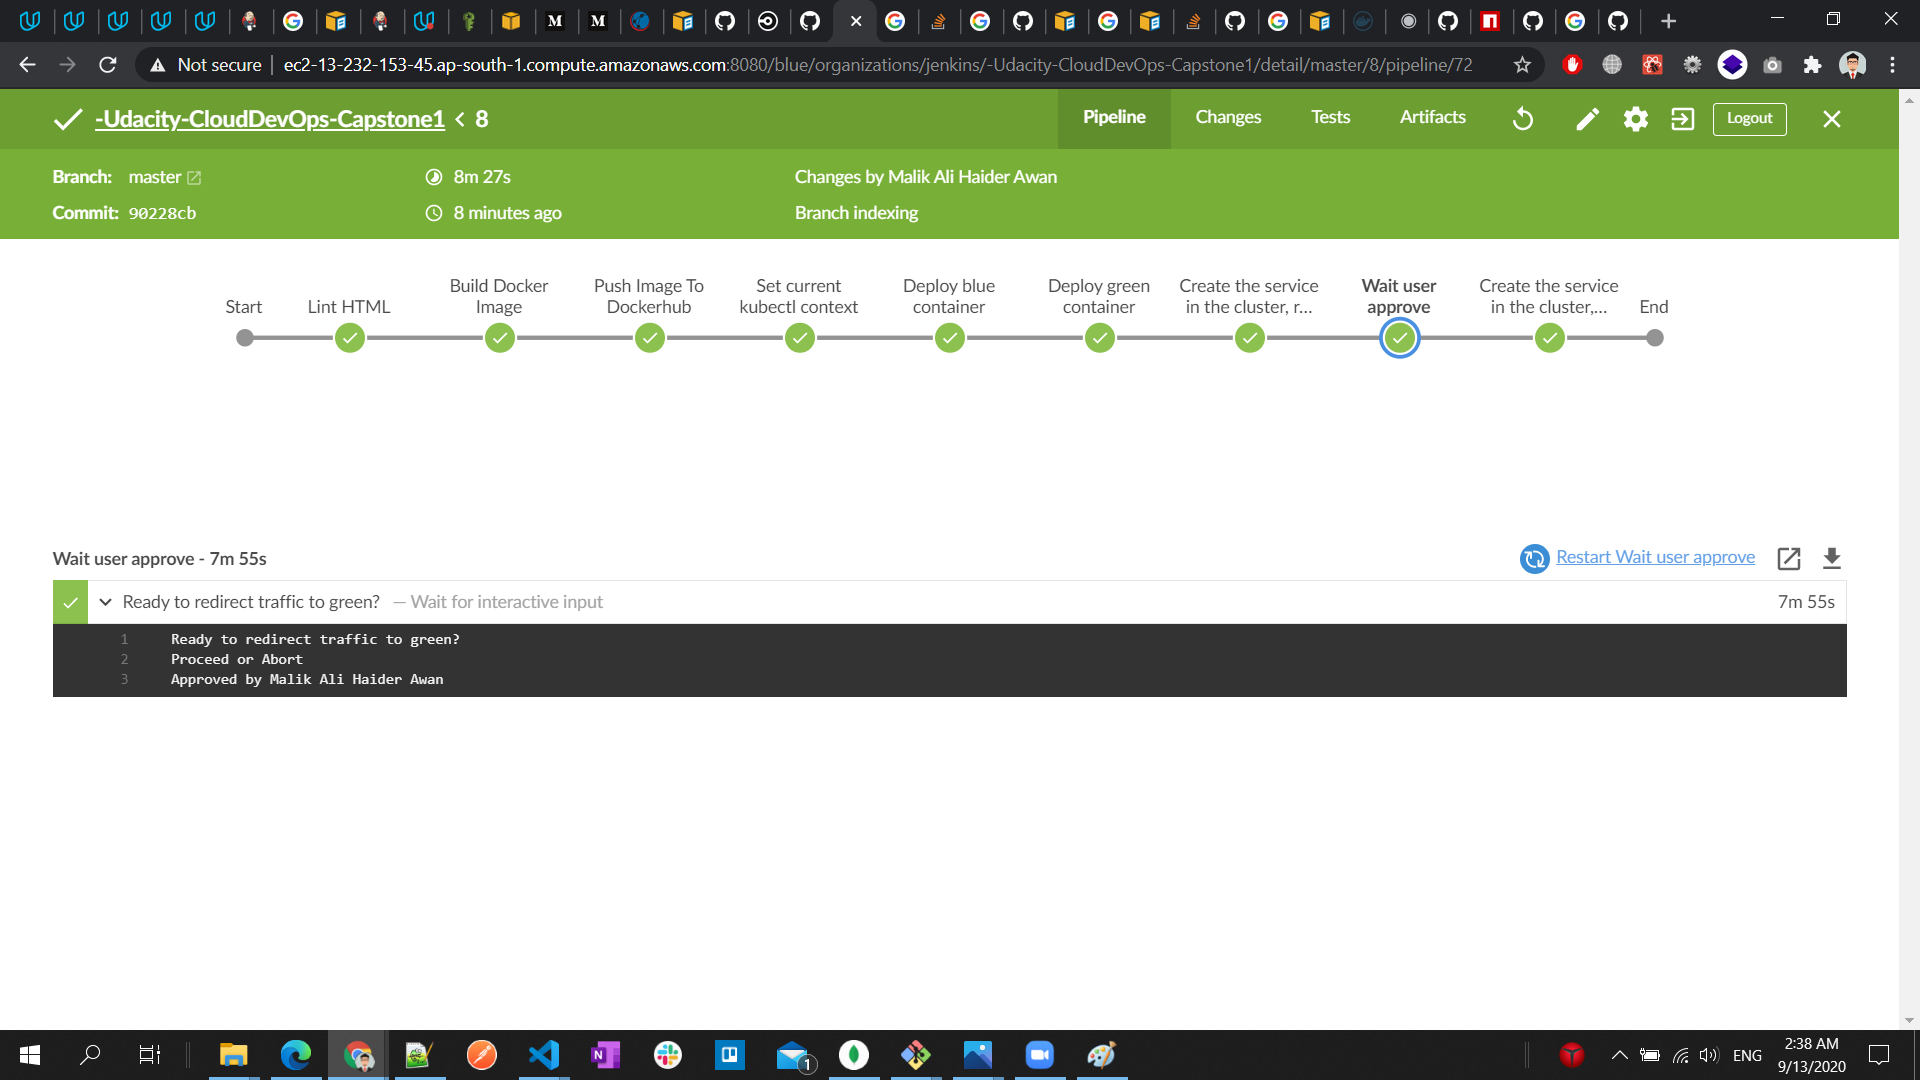 Not secure
ec2-13-232-153-45.ap-south-1.compute.amazonaws.com:8080/blue/organizations/jenkins/-Udacity-CloudDevOps-Capstone1/detail/master/8/pipeline/72
-Udacity-CloudDevOps-Capstone1 < 8
Pipeline
Changes
Tests
Artifacts
Logout
Branch: master
8m 27s
Changes by Malik Ali Haider Awan
Commit: 90228cb
8 minutes ago
Branch indexing
Start
Lint HTML
Build Docker
Image
Push Image To
Dockerhub
Set current
kubectl context
Deploy blue
container
Deploy green
container
Create the service
in the cluster, r...
Wait user
approve
Create the service
in the cluster,...
End
Wait user approve - 7m 55s
Restart Wait user approve
Ready to redirect traffic to green? — Wait for interactive input
7m 55s
1 Ready to redirect traffic to green?
2 Proceed or Abort
3 Approved by Malik Ali Haider Awan
1
ENG
2:38 AM
9/13/2020